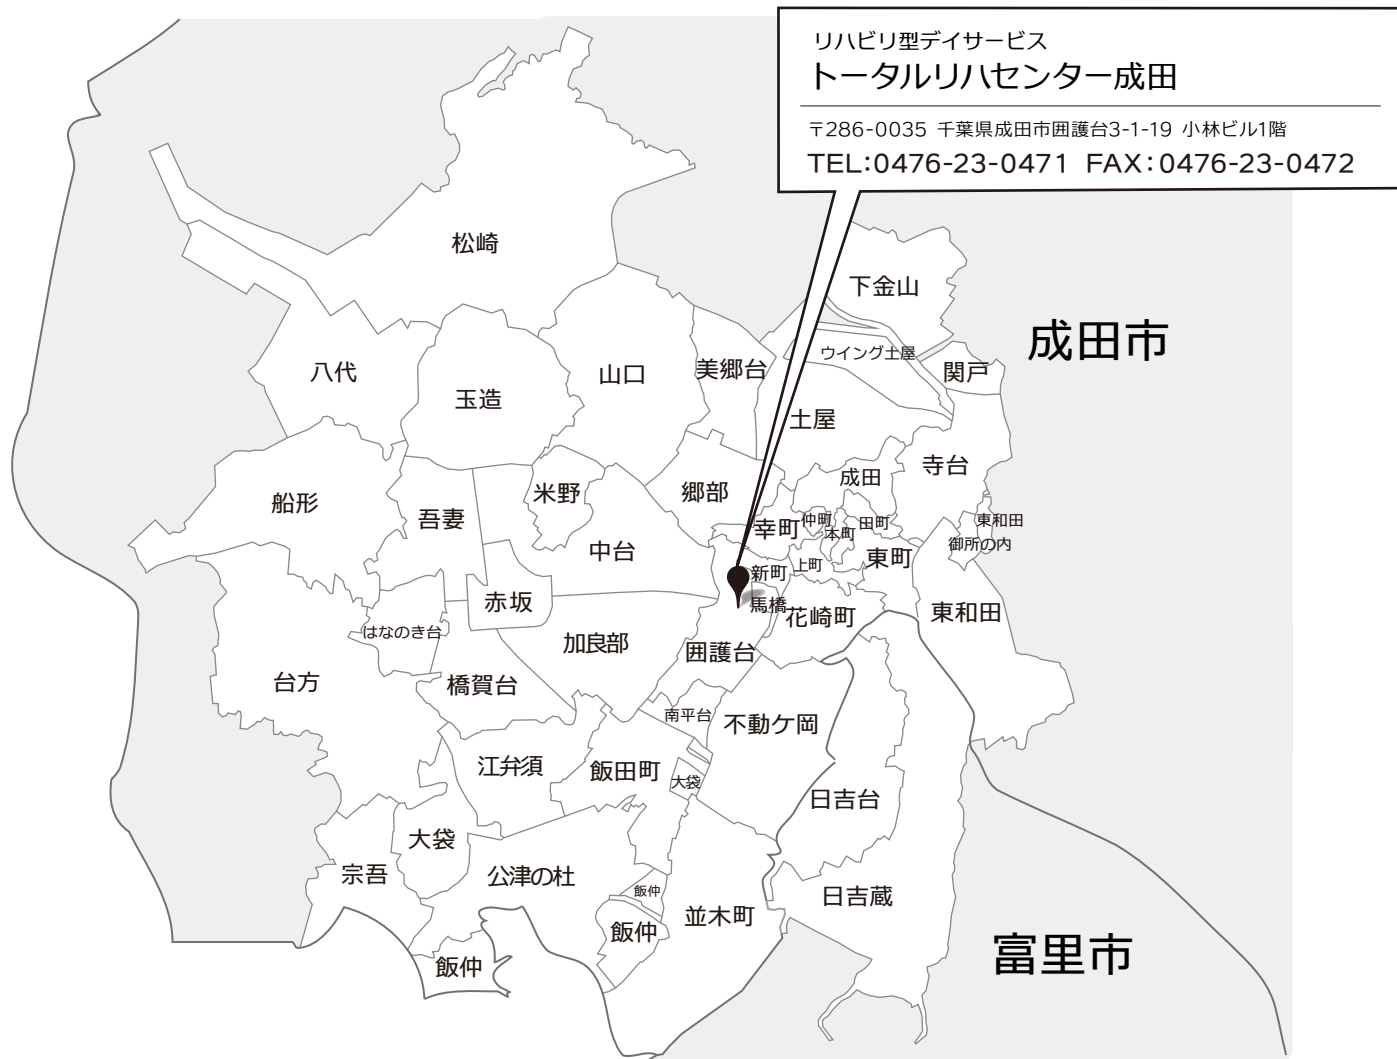 リハビリ型デイサービス
トータルリハセンター成田
〒286-0035 千葉県成田市囲護台3-1-19 小林ビル1階
TEL:0476-23-0471 FAX:0476-23-0472
松崎
下金山
成田市
ウイング土屋
八代
山口
美郷台
関戸
玉造
土屋
寺台
成田
船形
米野
郷部
吾妻
幸町
仲町
本町
田町
東和田
御所の内
中台
東町
上町
新町
赤坂
馬橋
花崎町
東和田
はなのき台
加良部
囲護台
台方
橋賀台
南平台
不動ケ岡
江弁須
飯田町
大袋
日吉台
大袋
宗吾
公津の杜
飯仲
日吉蔵
並木町
飯仲
富里市
飯仲